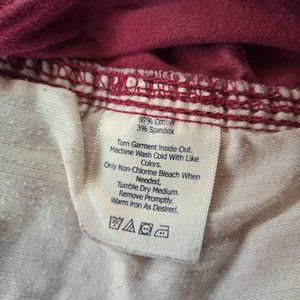 97% Cotton
3% Spandex
Turn Garment Inside Out.
Machine Wash Cold With Like
Colors.
Only Non-Chlorine Bleach When
Needed,
Tumble Dry Medium.
Remove Promptly.
Warm Iron As Desired.